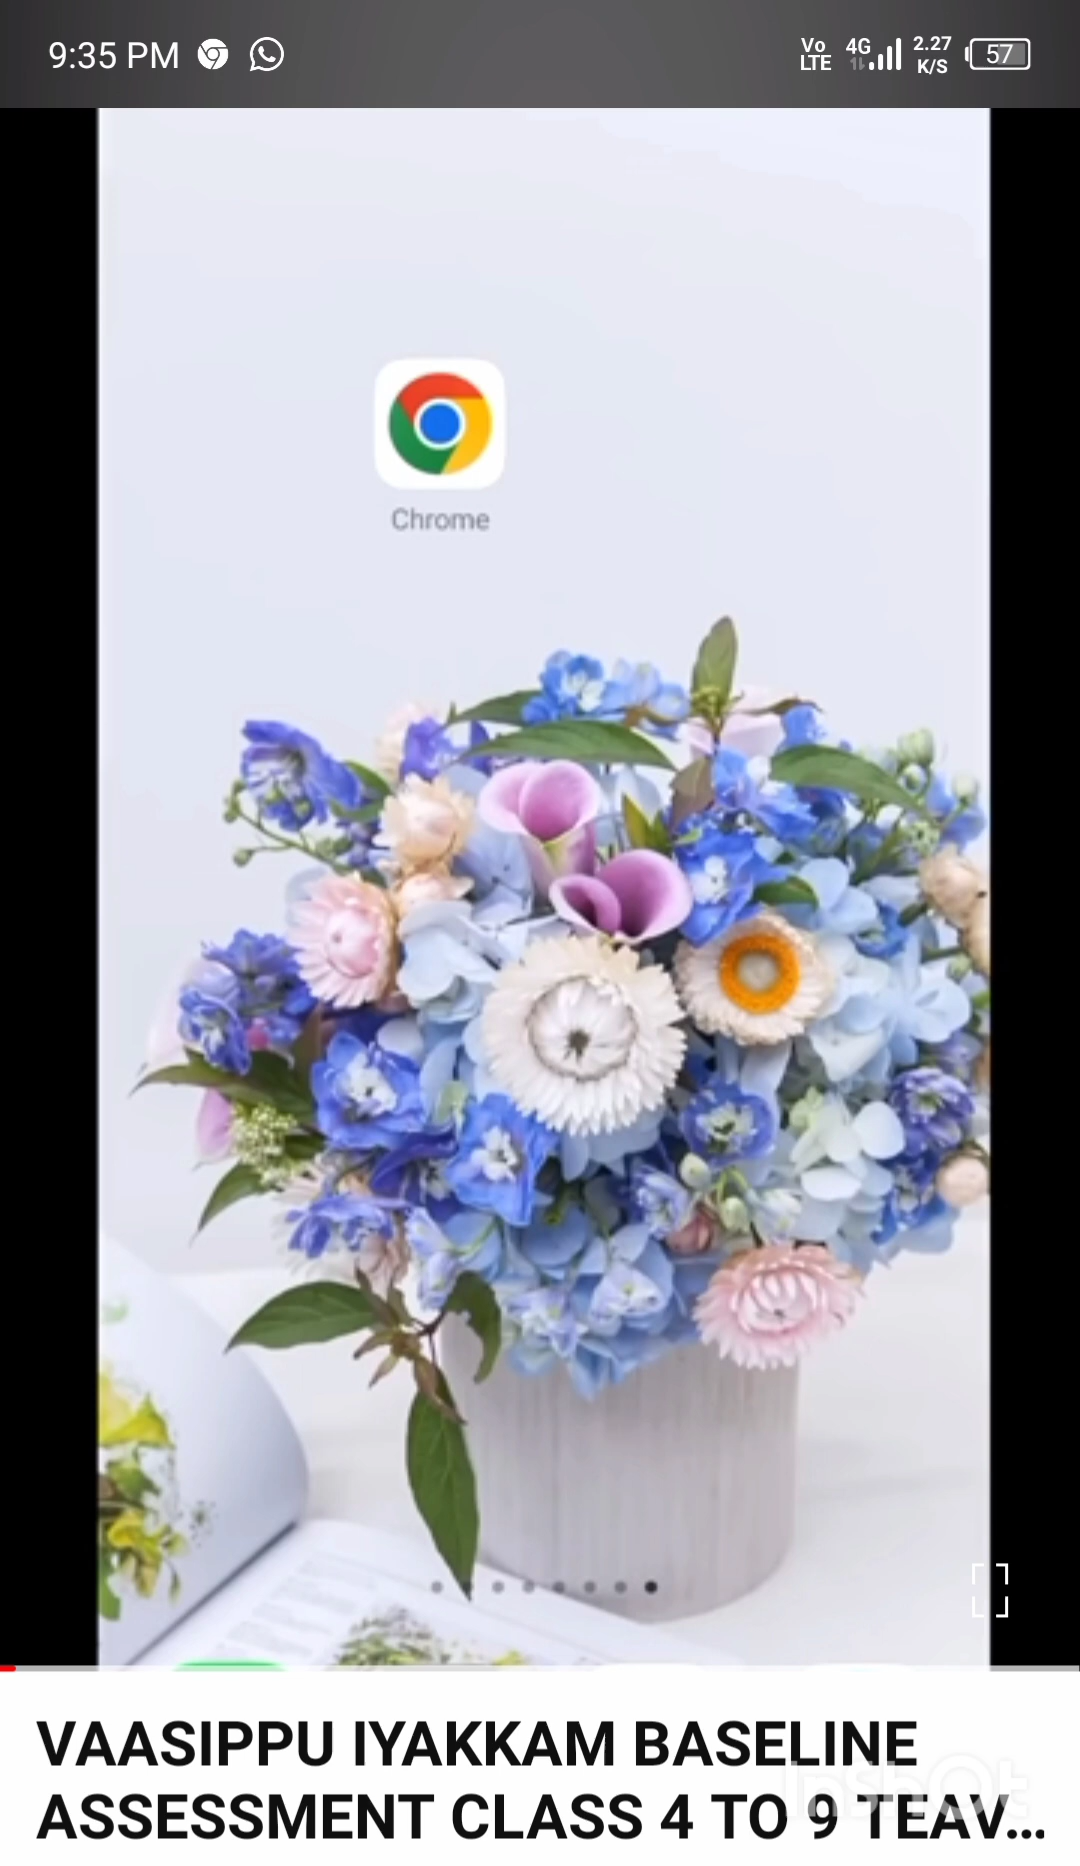 9:35 PM Vo LTE 4G 2.27 K/S 57
Chrome
VAASIPPU IYAKKAM BASELINE
ASSESSMENT CLASS 4 TO 9 TEAV...
InShOt